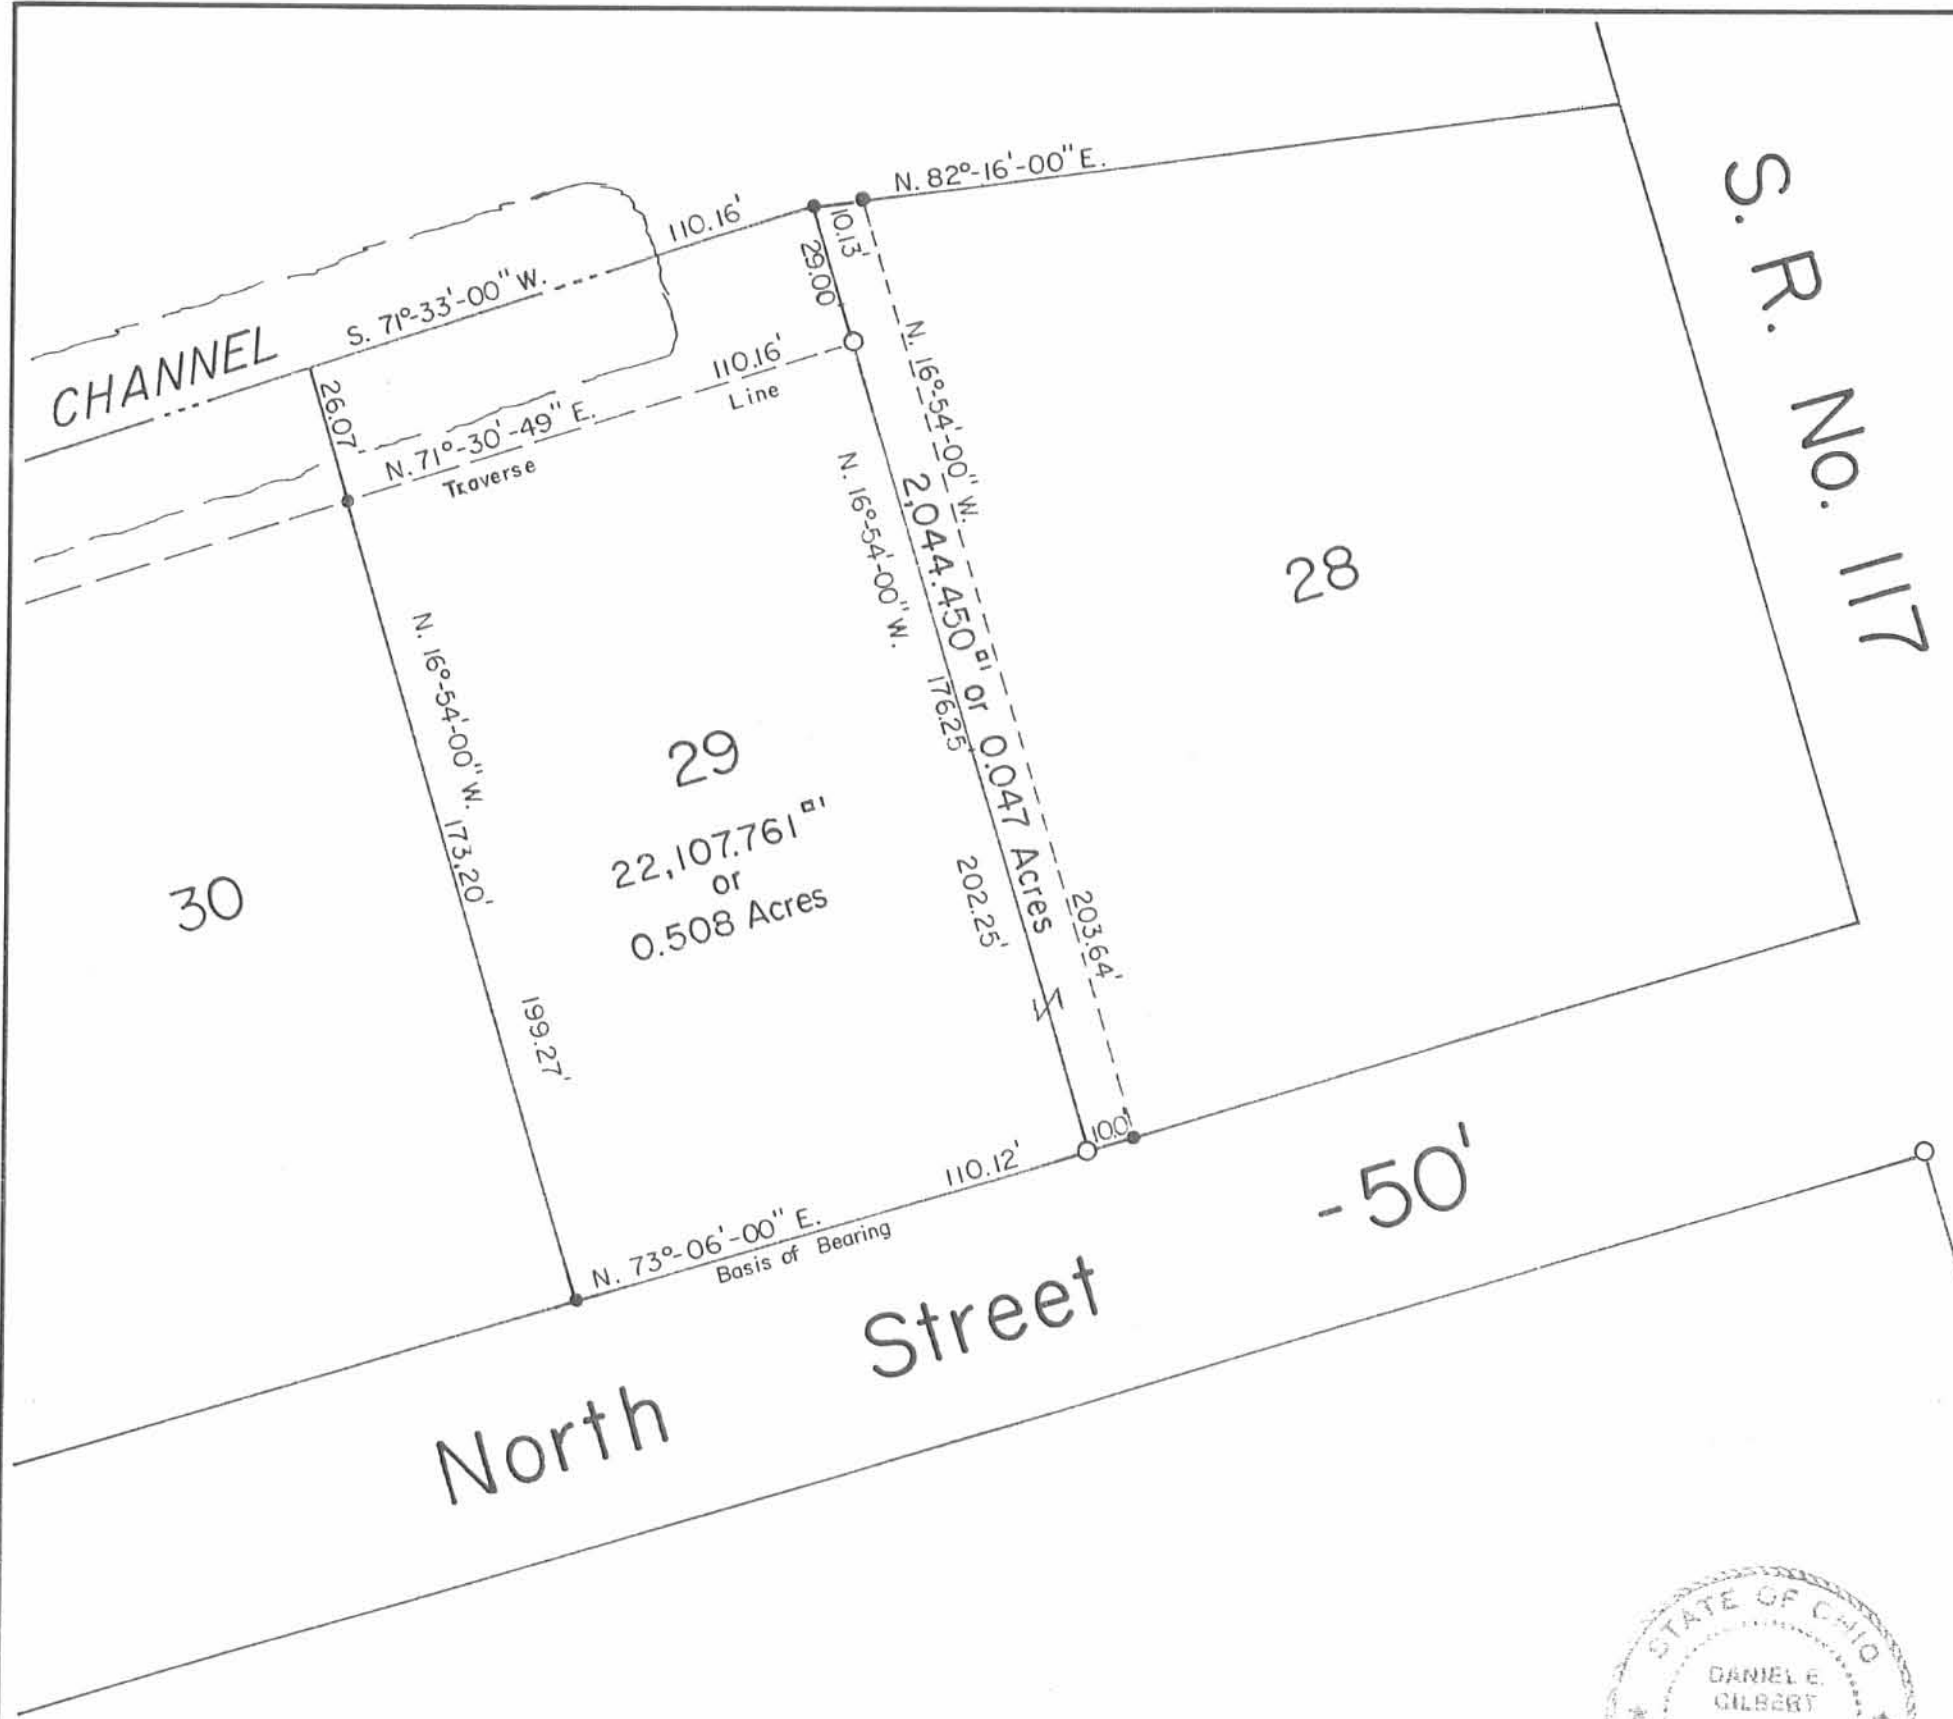 N. 82°-16'-00" E.
110.16'
10.13'
29.00
S. 71°-33'-00" W.
CHANNEL
26.07'
110.16'
Line
N. 71°-30'-49" E.
Traverse
N. 16°-54'-00" W.
N. 16°-54'-00" W.
2,044.450 □' or 0.047 Acres
176.25'
202.25'
203.64'
28
S. R. No. 117
N. 16°-54'-00" W. 173.20'
199.27'
29
22,107.761 □'
or
0.508 Acres
30
10.0'
110.12'
N. 73°-06'-00" E.
Basis of Bearing
North Street -50'
STATE OF OHIO
DANIEL E.
GILBERT